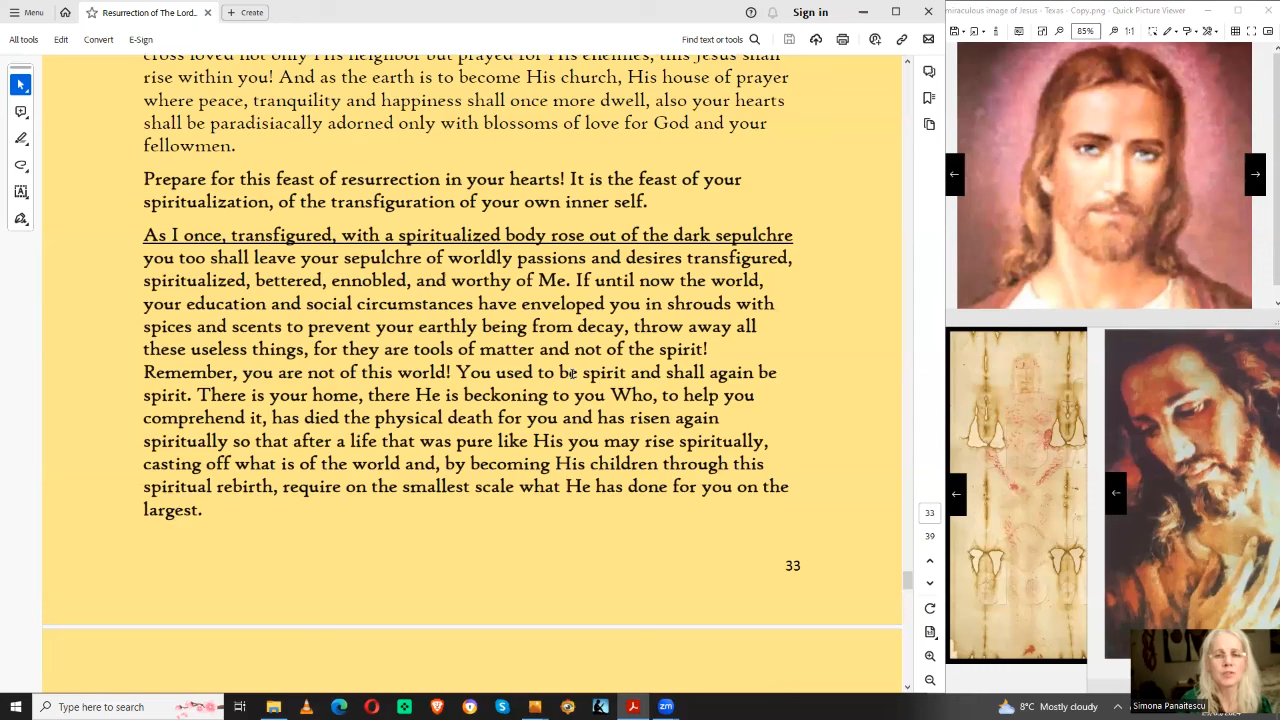 Menu
Resurrection of The Lord...
Create
Sign in
miraculous image of Jesus - Texas - Copy.png - Quick Picture Viewer
All tools Edit Convert E-Sign
Find text or tools
85%
1:1
cross loved not only His neighbor but prayed for His enemies, this Jesus shall
rise within you! And as the earth is to become His church, His house of prayer
where peace, tranquility and happiness shall once more dwell, also your hearts
shall be paradisiacally adorned only with blossoms of love for God and your
fellowmen.
Prepare for this feast of resurrection in your hearts! It is the feast of your
spiritualization, of the transfiguration of your own inner self.
As I once, transfigured, with a spiritualized body rose out of the dark sepulchre
you too shall leave your sepulchre of worldly passions and desires transfigured,
spiritualized, bettered, ennobled, and worthy of Me. If until now the world,
your education and social circumstances have enveloped you in shrouds with
spices and scents to prevent your earthly being from decay, throw away all
these useless things, for they are tools of matter and not of the spirit!
Remember, you are not of this world! You used to be spirit and shall again be
spirit. There is your home, there He is beckoning to you Who, to help you
comprehend it, has died the physical death for you and has risen again
spiritually so that after a life that was pure like His you may rise spiritually,
casting off what is of the world and, by becoming His children through this
spiritual rebirth, require on the smallest scale what He has done for you on the
largest.
33
33
39
Type here to search
8°C Mostly cloudy
Simona Panaitescu